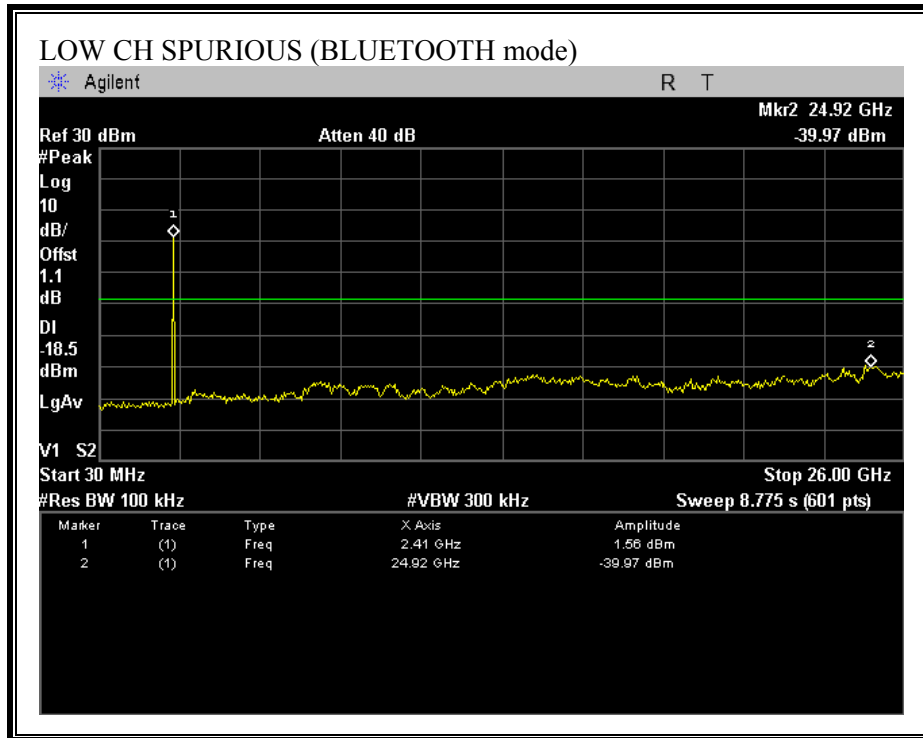 LOW CH SPURIOUS (BLUETOOTH mode)
Agilent R T
Mkr2 24.92 GHz
Ref 30 dBm Atten 40 dB -39.97 dBm
#Peak
Log
10
dB/
Offst
1.1
dB
DI
-18.5
dBm
LgAv
V1 S2
1
2
Start 30 MHz Stop 26.00 GHz
#Res BW 100 kHz #VBW 300 kHz Sweep 8.775 s (601 pts)
Marker Trace Type X Axis Amplitude
1 (1) Freq 2.41 GHz 1.56 dBm
2 (1) Freq 24.92 GHz -39.97 dBm